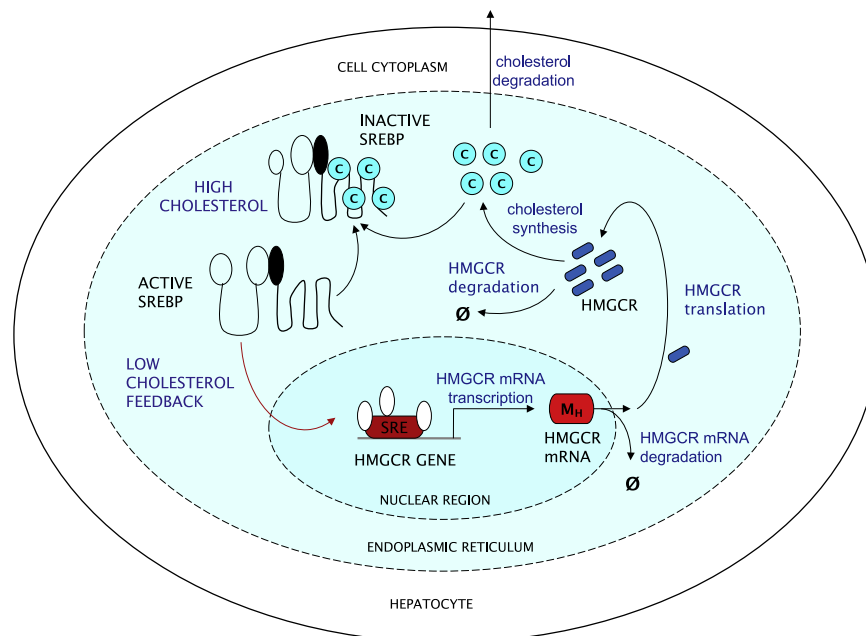 CELL CYTOPLASM
cholesterol
degradation
INACTIVE
SREBP
C
C
C
C
C
C
C
C
C
HIGH
CHOLESTEROL
cholesterol
synthesis
ACTIVE
SREBP
HMGCR
degradation
Ø
HMGCR
HMGCR
translation
LOW
CHOLESTEROL
FEEDBACK
HMGCR mRNA
transcription
SRE
HMGCR GENE
MH
HMGCR
mRNA
HMGCR mRNA
degradation
Ø
NUCLEAR REGION
ENDOPLASMIC RETICULUM
HEPATOCYTE